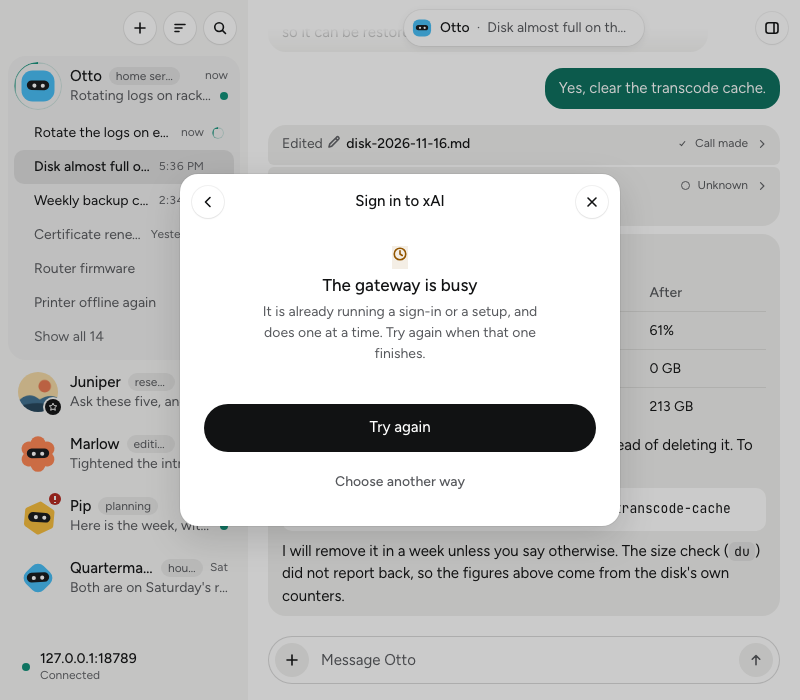 Otto
home ser...
now
Rotating logs on rack...
Rotate the logs on e...
now
Disk almost full o...
5:36 PM
Weekly backup c...
2:34
Certificate rene...
Router firmware
Printer offline again
Show all 14
Juniper
rese...
Ask these five, an
Marlow
editi...
Tightened the intr
Pip
planning
Here is the week, wit...
Quarterma...
hou...
Sat
Both are on Saturday's r...
127.0.0.1:18789
Connected
so it can be restor
Otto · Disk almost full on th...
Yes, clear the transcode cache.
Edited disk-2026-11-16.md
Call made
Unknown
After
61%
0 GB
213 GB
ead of deleting it. To
transcode-cache
I will remove it in a week unless you say otherwise. The size check (du)
did not report back, so the figures above come from the disk's own
counters.
Message Otto
Sign in to xAI
The gateway is busy
It is already running a sign-in or a setup, and
does one at a time. Try again when that one
finishes.
Try again
Choose another way